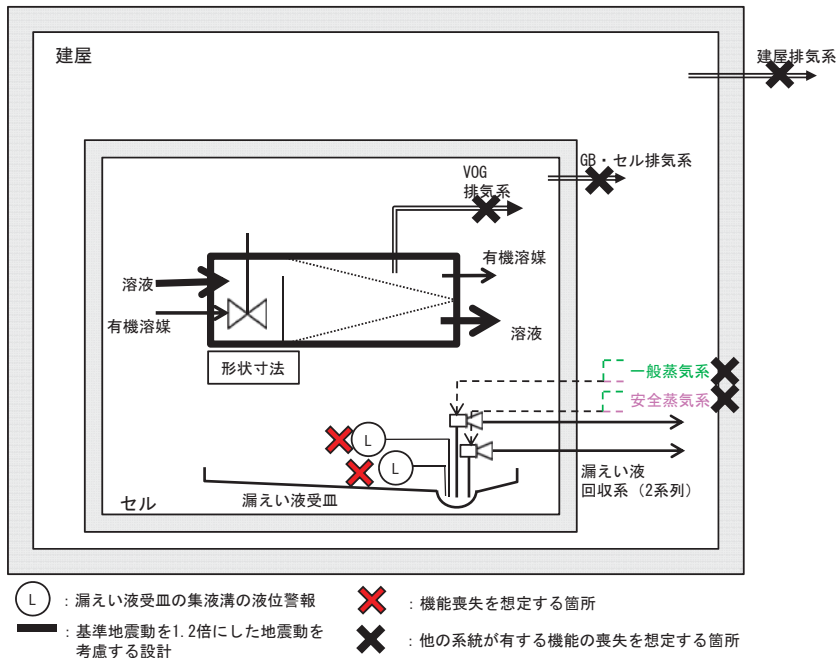 建屋
建屋排気系
GB・セル排気系
VOG
排気系
溶液
有機溶媒
有機溶媒
溶液
形状寸法
一般蒸気系
安全蒸気系
L
L
漏えい液
回収系（2系列）
漏えい液受皿
セル
L
：漏えい液受皿の集液溝の液位警報
：機能喪失を想定する箇所
：基準地震動を1.2倍にした地震動を
考慮する設計
：他の系統が有する機能の喪失を想定する箇所